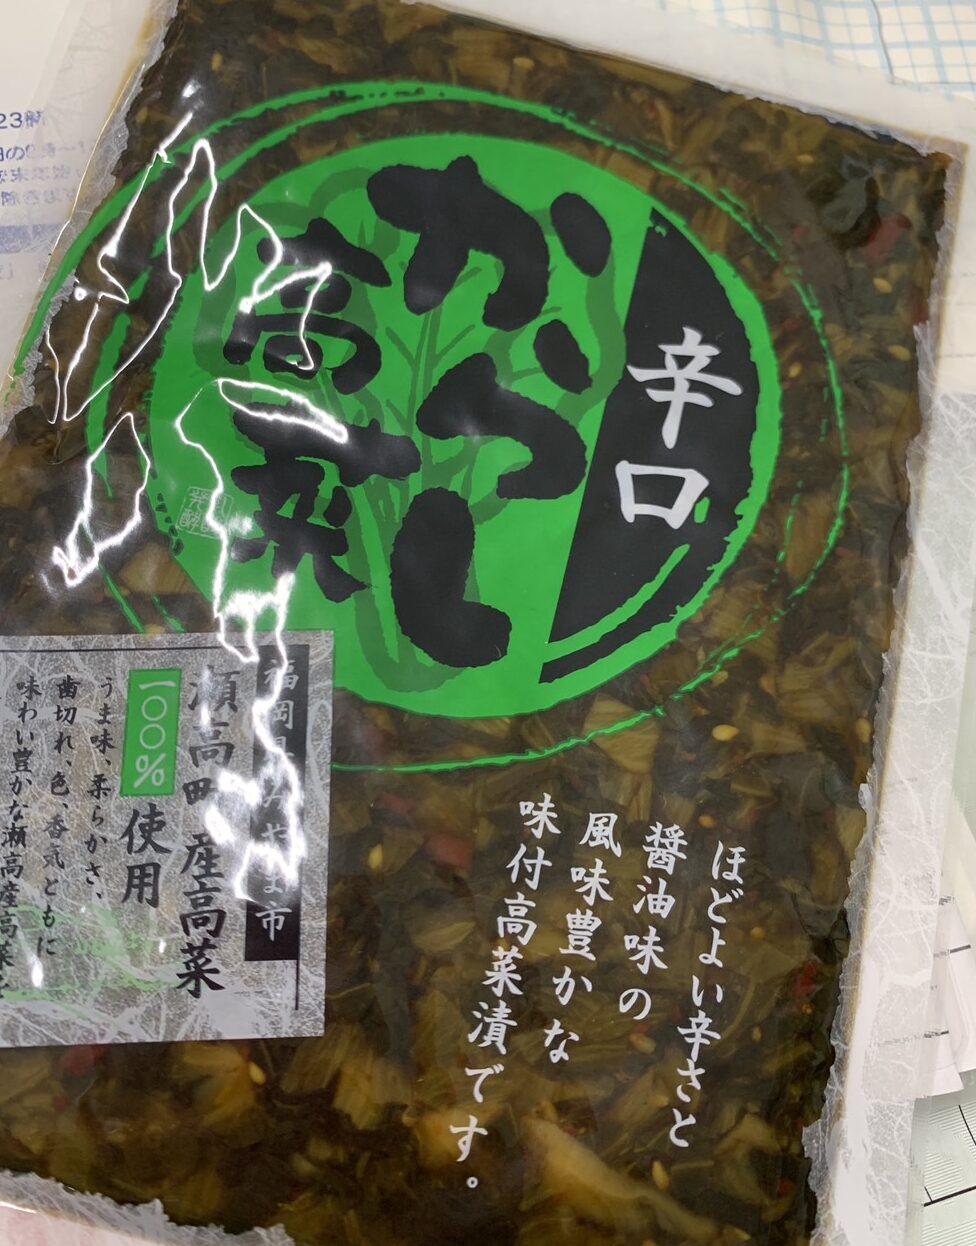 辛口
からし
高菜
ほどよい辛さと
醤油味の
風味豊かな
味付高菜漬です。
福岡県みやま市
瀬高町産高菜
一〇〇%使用
うま味、柔らかさ、
歯切れ、色、香気ともに
味わい豊かな瀬高産高菜